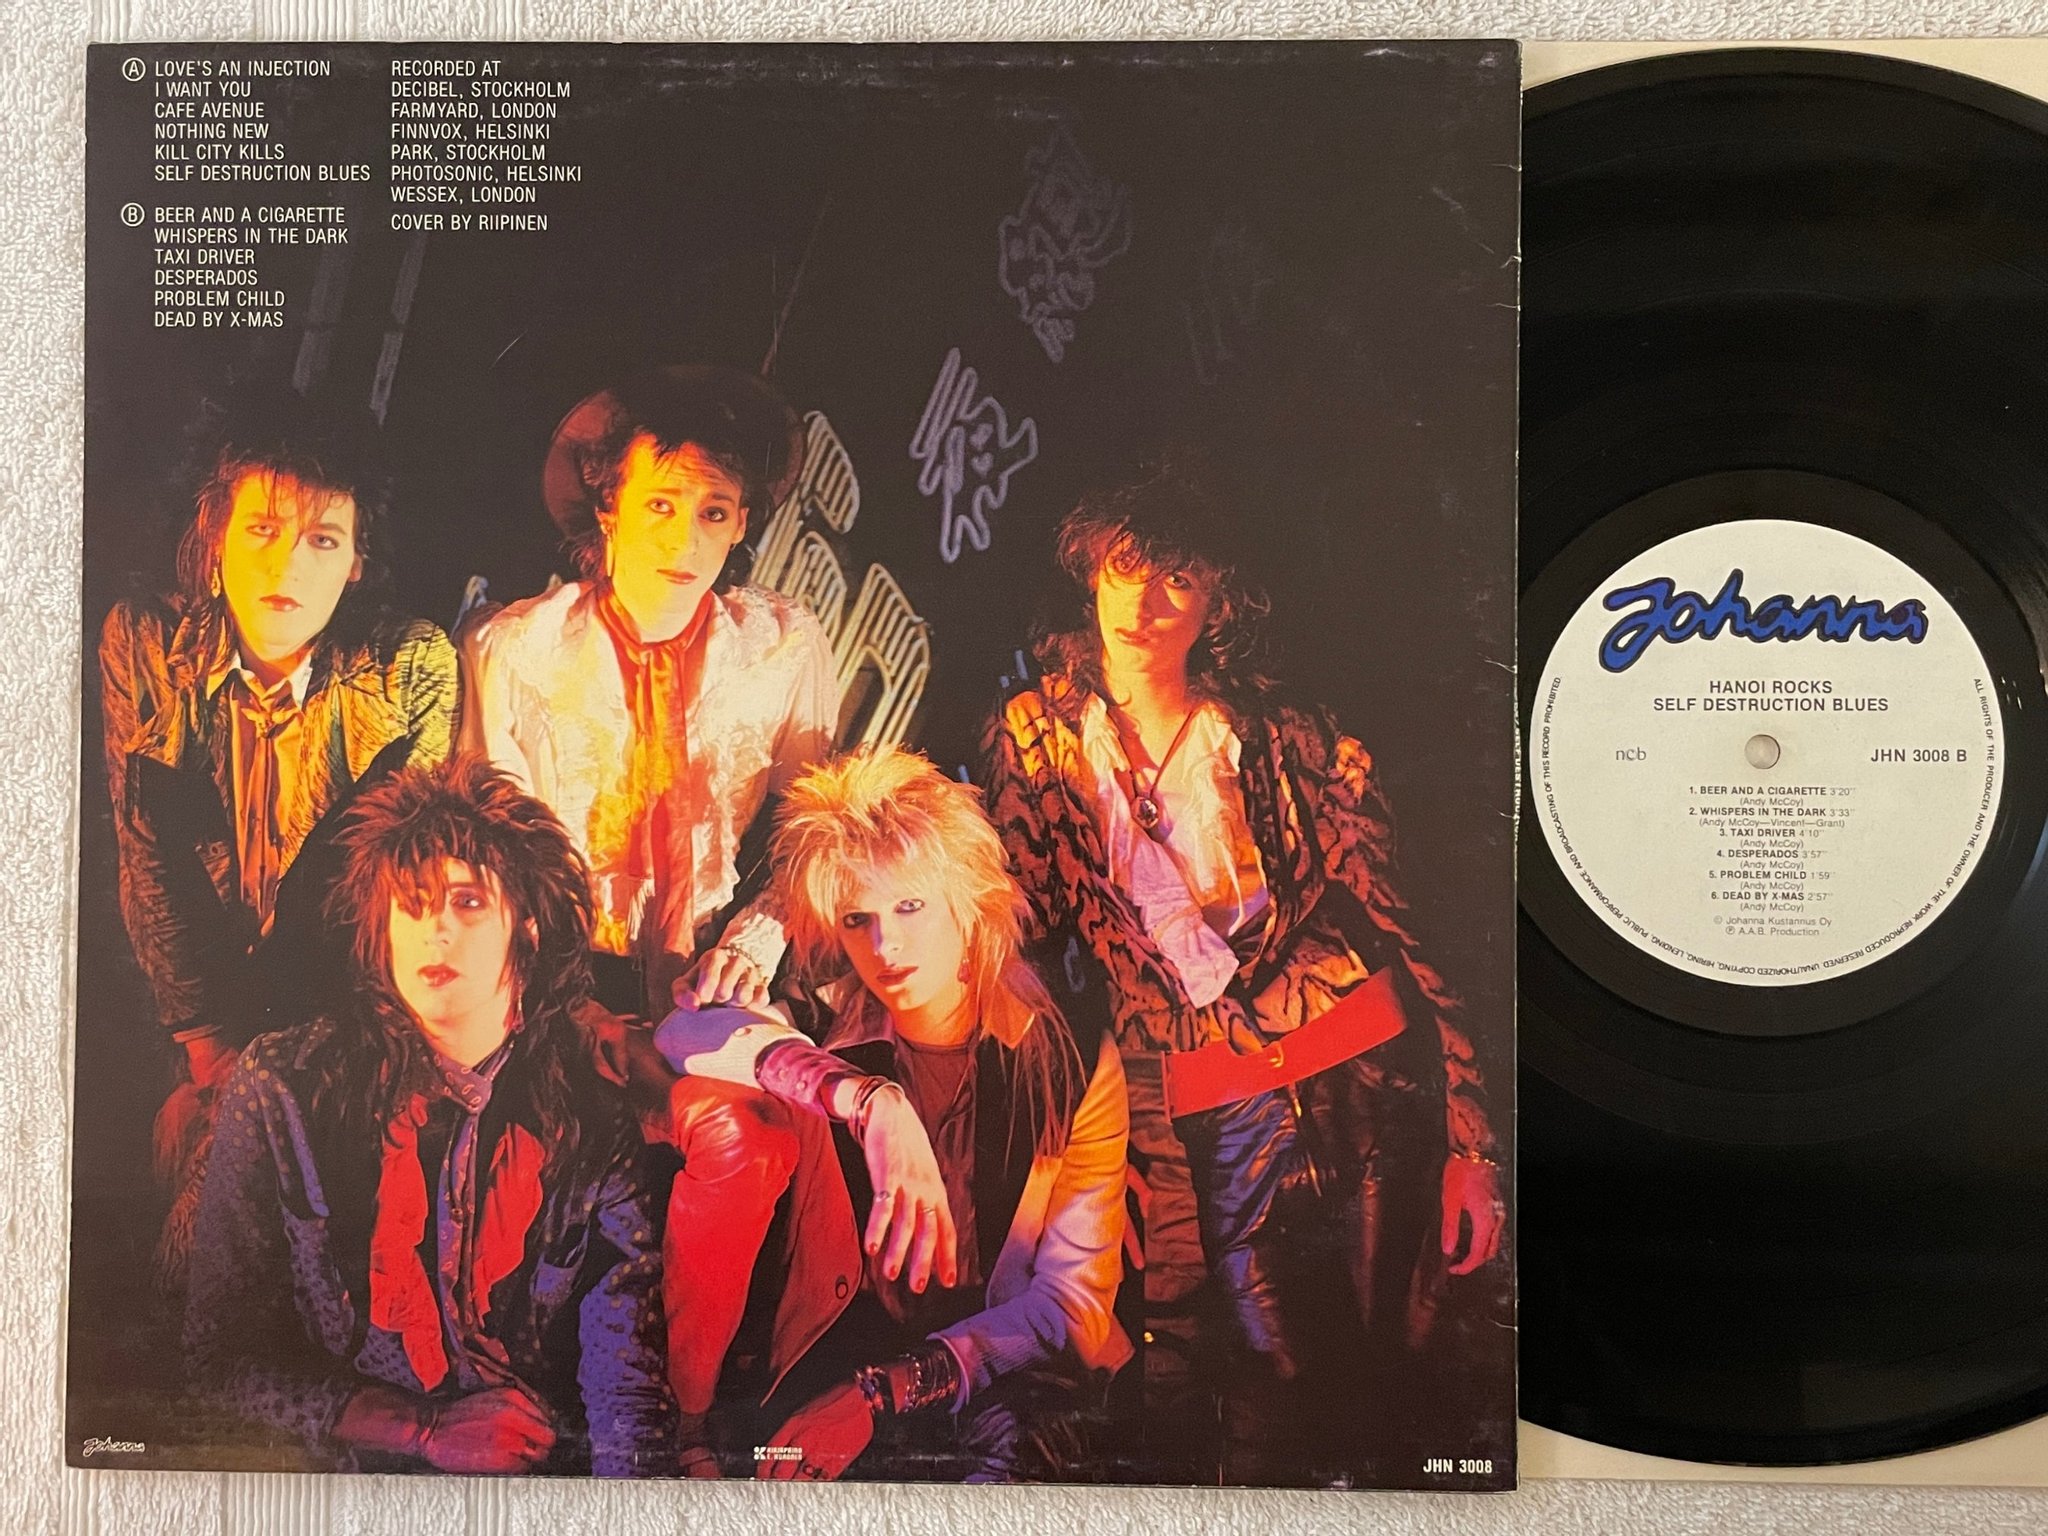 Ⓐ LOVE'S AN INJECTION
I WANT YOU
CAFE AVENUE
NOTHING NEW
KILL CITY KILLS
SELF DESTRUCTION BLUES
Ⓑ BEER AND A CIGARETTE
WHISPERS IN THE DARK
TAXI DRIVER
DESPERADOS
PROBLEM CHILD
DEAD BY X-MAS
RECORDED AT
DECIBEL, STOCKHOLM
FARMYARD, LONDON
FINNVOX, HELSINKI
PARK, STOCKHOLM
PHOTOSONIC, HELSINKI
WESSEX, LONDON
COVER BY RIIPINEN
Johanna
JHN 3008
Johanna
HANOI ROCKS
SELF DESTRUCTION BLUES
ncb
JHN 3008 B
1. BEER AND A CIGARETTE 3'20"
(Andy McCoy)
2. WHISPERS IN THE DARK 3'33"
(Andy McCoy—Vincent—Grant)
3. TAXI DRIVER 4'10"
(Andy McCoy)
4. DESPERADOS 3'57"
(Andy McCoy)
5. PROBLEM CHILD 1'59"
(Andy McCoy)
6. DEAD BY X-MAS 2'57"
(Andy McCoy)
© Johanna Kustannus Oy
℗ A.A.B. Production
ALL RIGHTS OF THE PRODUCER AND THE OWNER OF THE WORK REPRODUCED RESERVED. UNAUTHORIZED COPYING, HIRING, LENDING, PUBLIC PERFORMANCE AND BROADCASTING OF THIS RECORD PROHIBITED.